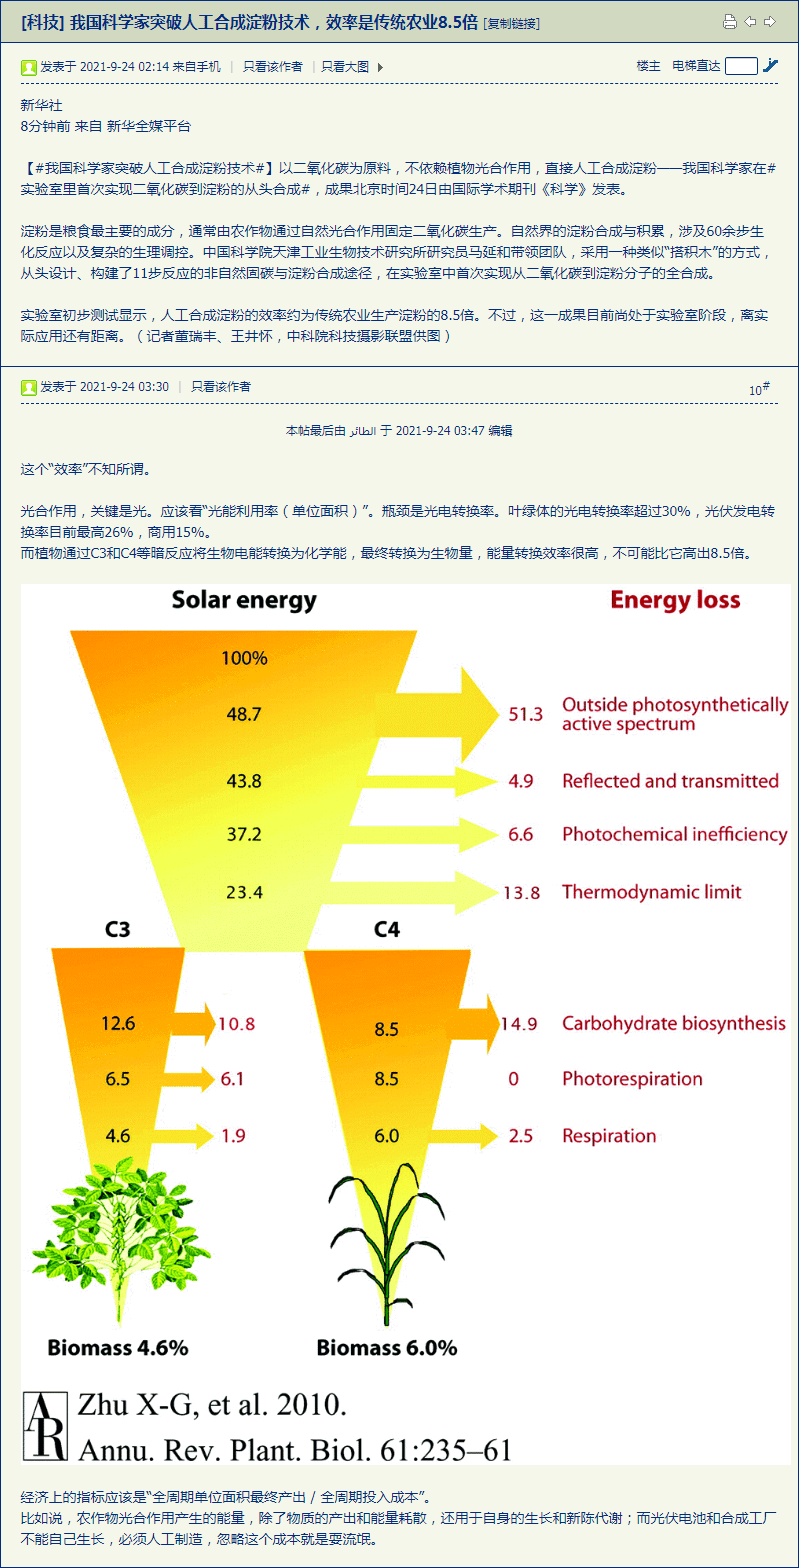 [科技] 我国科学家突破人工合成淀粉技术，效率是传统农业8.5倍 [复制链接]
发表于 2021-9-24 02:14 来自手机 | 只看该作者 | 只看大图
楼主 电梯直达
新华社
8分钟前 来自 新华全媒平台
【#我国科学家突破人工合成淀粉技术#】以二氧化碳为原料，不依赖植物光合作用，直接人工合成淀粉——我国科学家在#
实验室里首次实现二氧化碳到淀粉的从头合成#，成果北京时间24日由国际学术期刊《科学》发表。
淀粉是粮食最主要的成分，通常由农作物通过自然光合作用固定二氧化碳生产。自然界的淀粉合成与积累，涉及60余步生
化反应以及复杂的生理调控。中国科学院天津工业生物技术研究所研究员马延和带领团队，采用一种类似“搭积木”的方式，
从头设计、构建了11步反应的非自然固碳与淀粉合成途径，在实验室中首次实现从二氧化碳到淀粉分子的全合成。
实验室初步测试显示，人工合成淀粉的效率约为传统农业生产淀粉的8.5倍。不过，这一成果目前尚处于实验室阶段，离实
际应用还有距离。（记者董瑞丰、王井怀，中科院科技摄影联盟供图）
发表于 2021-9-24 03:30 | 只看该作者
10#
本帖最后由 الطائر 于 2021-9-24 03:47 编辑
这个“效率”不知所谓。
光合作用，关键是光。应该看“光能利用率（单位面积）”。瓶颈是光电转换率。叶绿体的光电转换率超过30%，光伏发电转
换率目前最高26%，商用15%。
而植物通过C3和C4等暗反应将生物电能转换为化学能，最终转换为生物量，能量转换效率很高，不可能比它高出8.5倍。
Solar energy
Energy loss
100%
48.7
51.3
Outside photosynthetically
active spectrum
43.8
4.9
Reflected and transmitted
37.2
6.6
Photochemical inefficiency
23.4
13.8
Thermodynamic limit
C3
C4
12.6
10.8
8.5
14.9
Carbohydrate biosynthesis
6.5
6.1
8.5
0
Photorespiration
4.6
1.9
6.0
2.5
Respiration
Biomass 4.6%
Biomass 6.0%
AR
Zhu X-G, et al. 2010.
Annu. Rev. Plant. Biol. 61:235–61
经济上的指标应该是“全周期单位面积最终产出 / 全周期投入成本”。
比如说，农作物光合作用产生的能量，除了物质的产出和能量耗散，还用于自身的生长和新陈代谢；而光伏电池和合成工厂
不能自己生长，必须人工制造，忽略这个成本就是耍流氓。